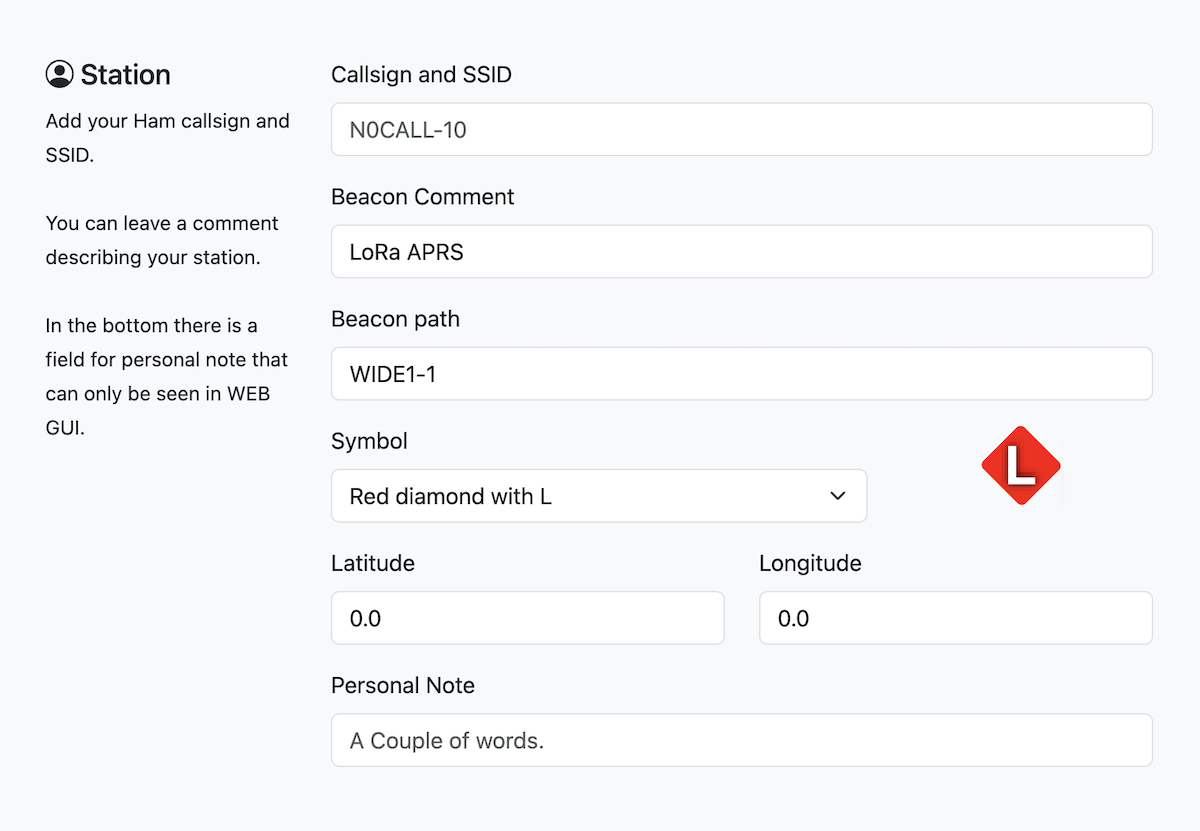 Station
Add your Ham callsign and
SSID.
You can leave a comment
describing your station.
In the bottom there is a
field for personal note that
can only be seen in WEB
GUI.
Callsign and SSID
N0CALL-10
Beacon Comment
LoRa APRS
Beacon path
WIDE1-1
Symbol
Red diamond with L
L
Latitude
0.0
Longitude
0.0
Personal Note
A Couple of words.